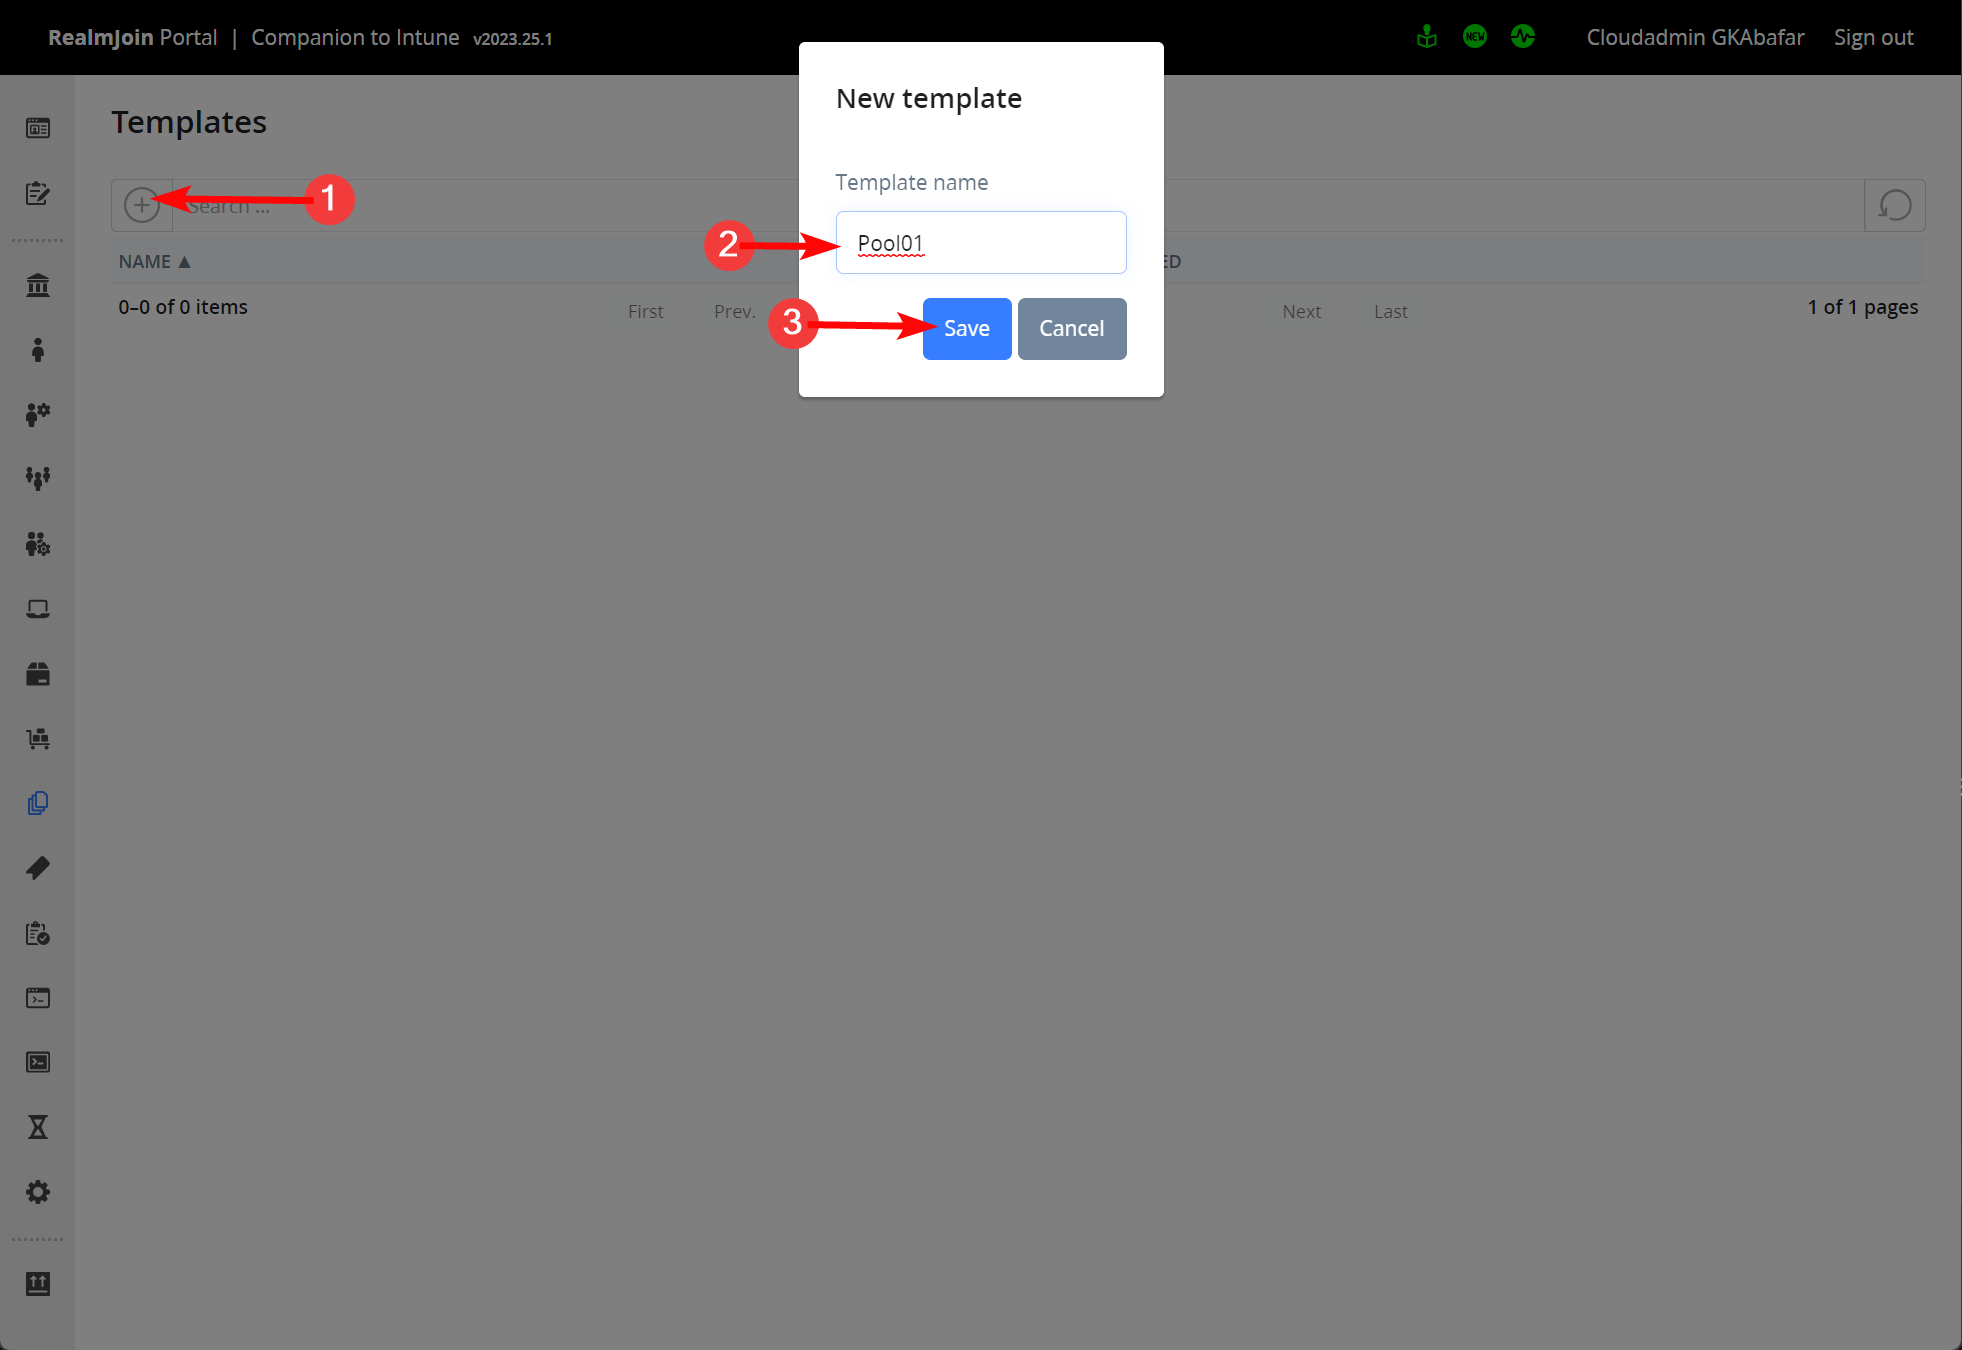 RealmJoin Portal | Companion to Intune v2023.25.1
NEW
Cloudadmin GKAbafar Sign out
New template
Templates
Template name
1
Search ...
2
Pool01
NAME ▲
ED
0–0 of 0 items
First
Prev.
3
Save
Cancel
Next
Last
1 of 1 pages